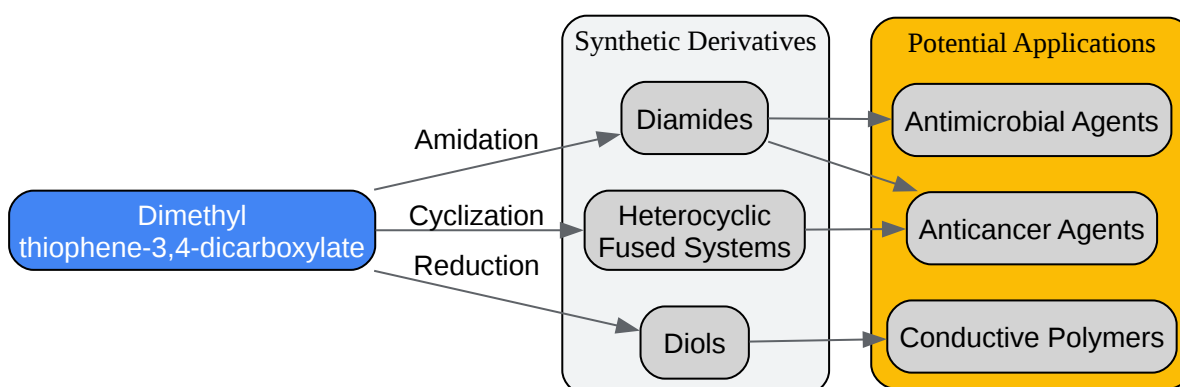 Synthetic Derivatives
Potential Applications
Amidation
Diamides
Antimicrobial Agents
Dimethyl
thiophene-3,4-dicarboxylate
Cyclization
Heterocyclic
Fused Systems
Anticancer Agents
Reduction
Diols
Conductive Polymers